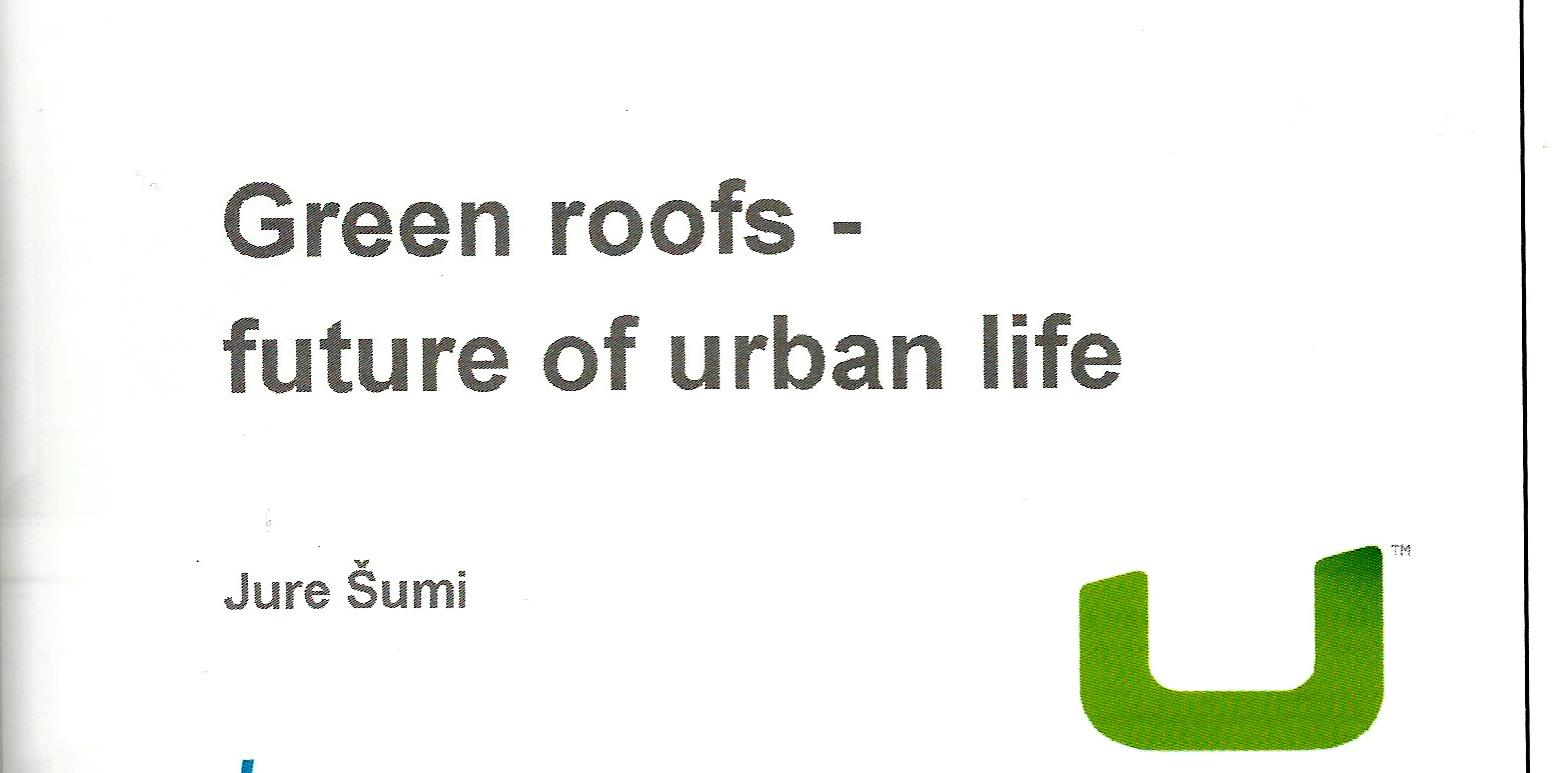 Green roofs -
future of urban life
Jure Šumi
TM